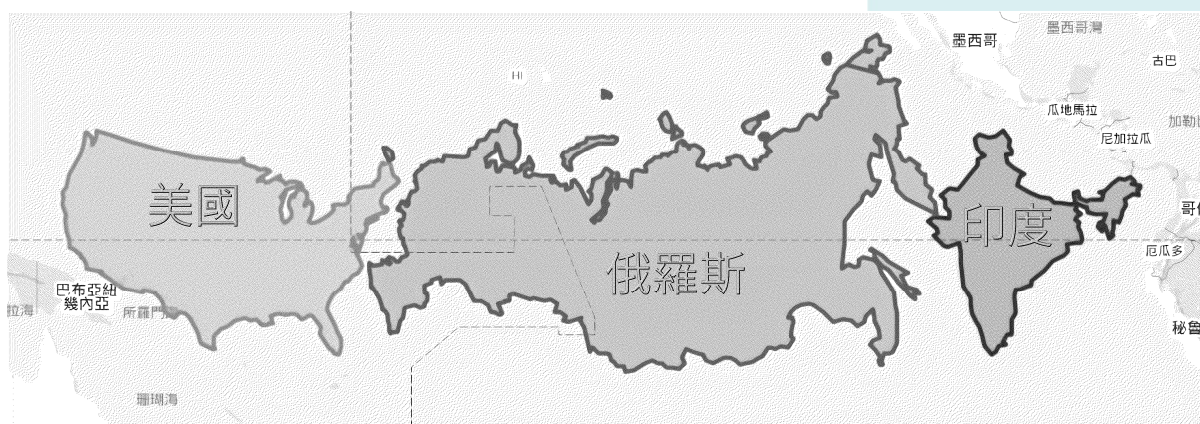 墨西哥
墨西哥灣
古巴
HI
瓜地馬拉
尼加拉瓜
加勒
美國
印度
哥
厄瓜多
俄羅斯
巴布亞紐
幾內亞
拉海
所羅門
秘魯
珊瑚海